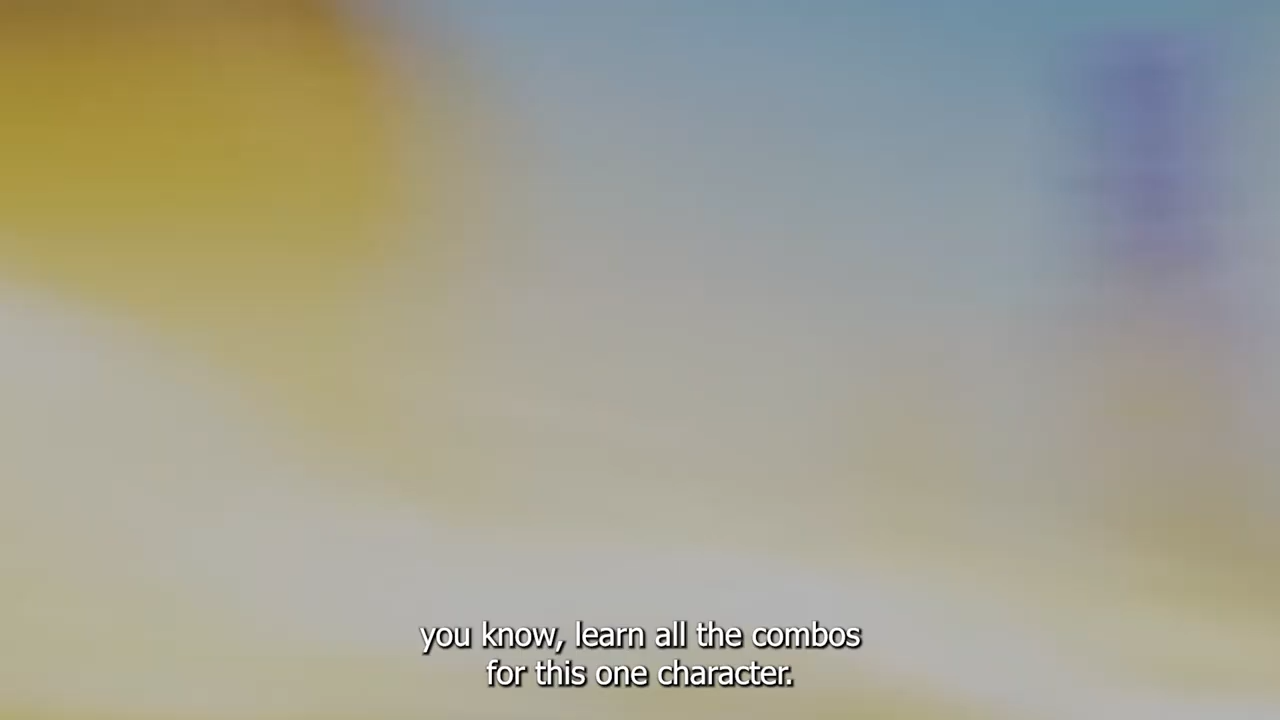 you know, learn all the combos
for this one character.